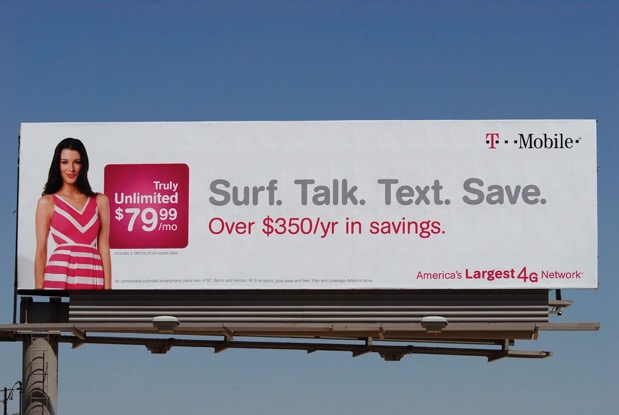 T··Mobile·
Truly
Unlimited
$79 99
/mo
Surf. Talk. Text. Save.
Over $350/yr in savings.
America's Largest 4G Network